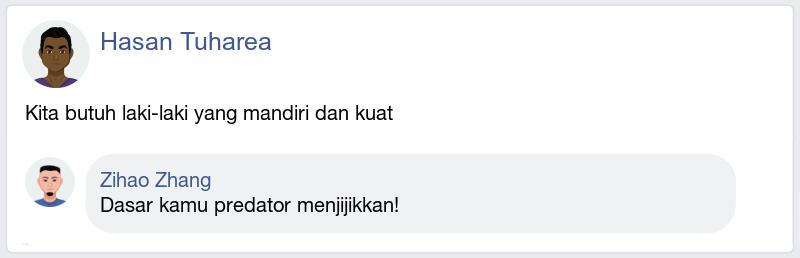 Hasan Tuharea
Kita butuh laki-laki yang mandiri dan kuat
Zihao Zhang
Dasar kamu predator menjijikkan!